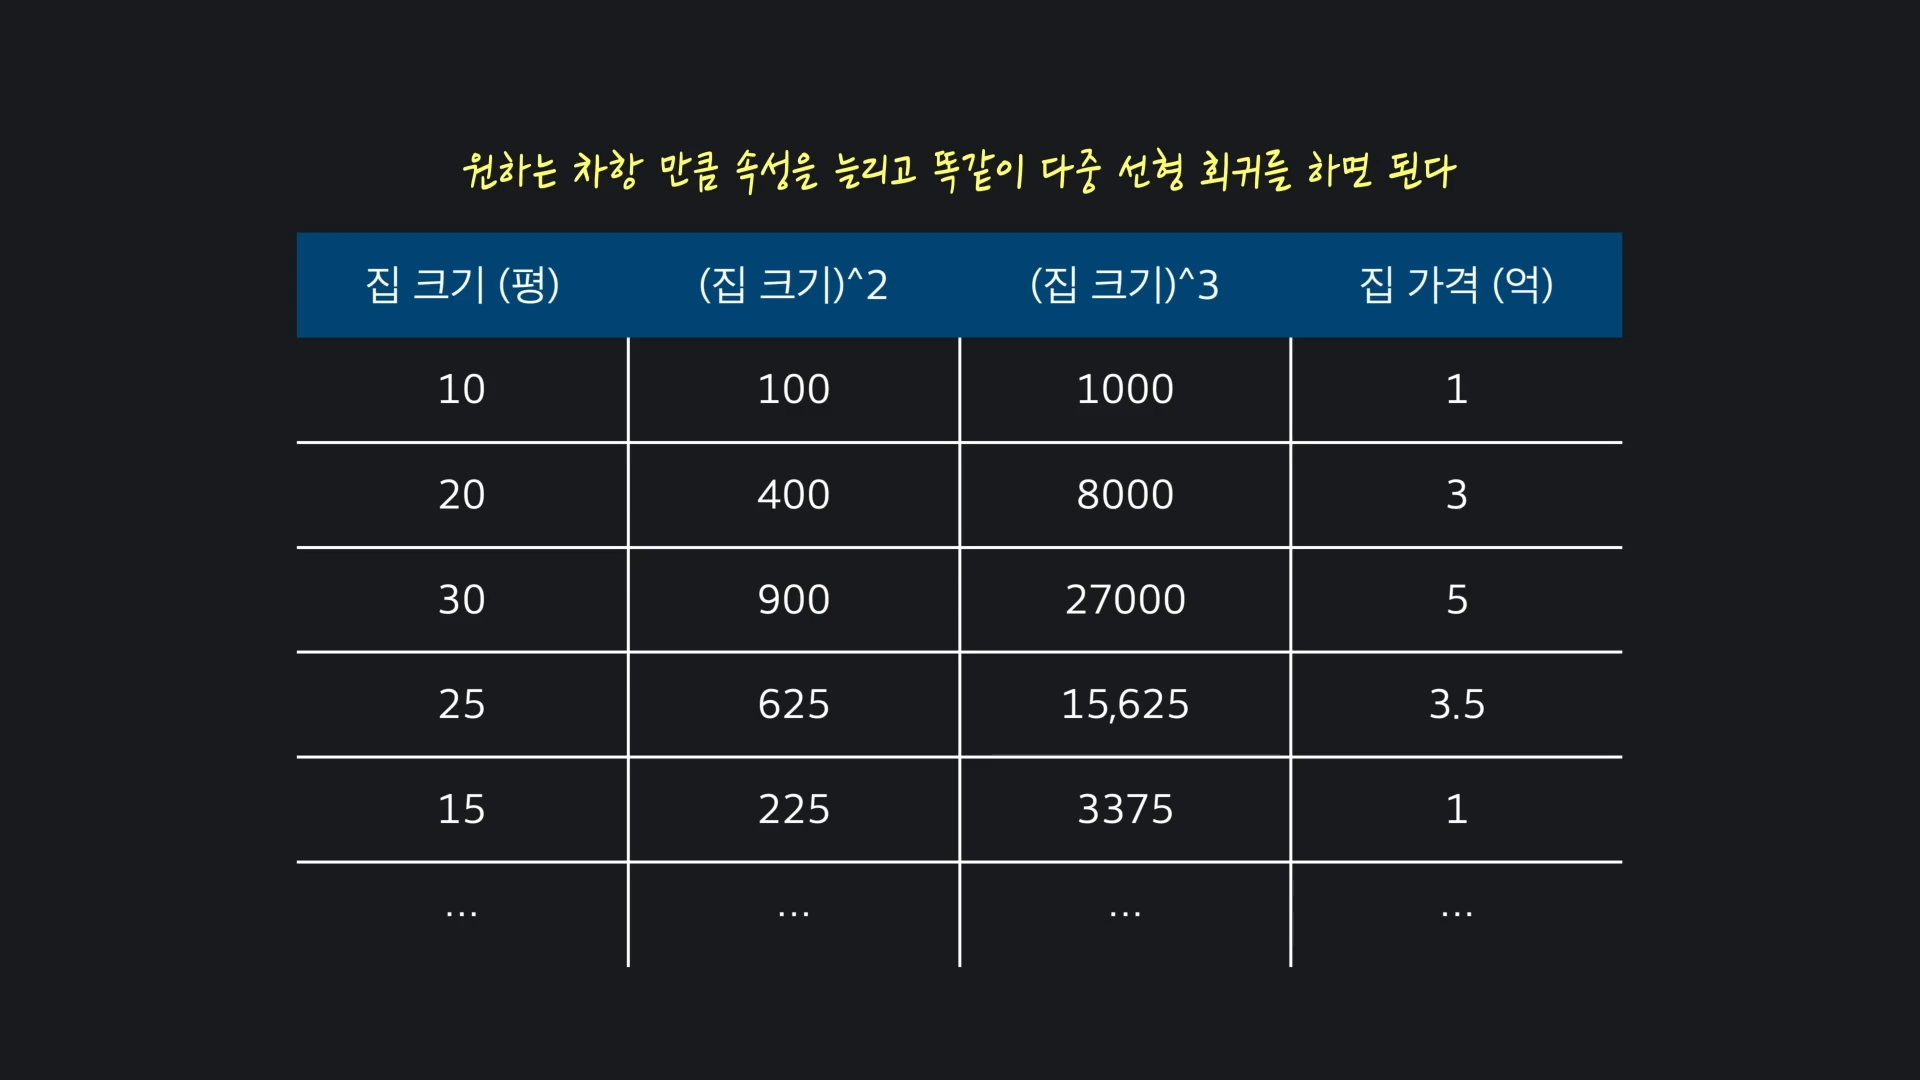 원하는 차항 만큼 속성을 늘리고 똑같이 다중 선형 회귀를 하면 된다
집 크기 (평) (집 크기)^2 (집 크기)^3 집 가격 (억)
10 100 1000 1
20 400 8000 3
30 900 27000 5
25 625 15,625 3.5
15 225 3375 1
... ... ... ...